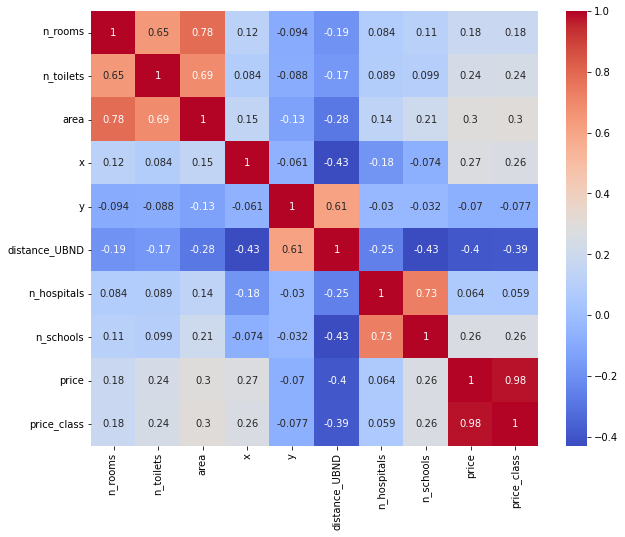 n_rooms 1 0.65 0.78 0.12 -0.094 -0.19 0.084 0.11 0.18 0.18
n_toilets 0.65 1 0.69 0.084 -0.088 -0.17 0.089 0.099 0.24 0.24
area 0.78 0.69 1 0.15 -0.13 -0.28 0.14 0.21 0.3 0.3
x 0.12 0.084 0.15 1 -0.061 -0.43 -0.18 -0.074 0.27 0.26
y -0.094 -0.088 -0.13 -0.061 1 0.61 -0.03 -0.032 -0.07 -0.077
distance_UBND -0.19 -0.17 -0.28 -0.43 0.61 1 -0.25 -0.43 -0.4 -0.39
n_hospitals 0.084 0.089 0.14 -0.18 -0.03 -0.25 1 0.73 0.064 0.059
n_schools 0.11 0.099 0.21 -0.074 -0.032 -0.43 0.73 1 0.26 0.26
price 0.18 0.24 0.3 0.27 -0.07 -0.4 0.064 0.26 1 0.98
price_class 0.18 0.24 0.3 0.26 -0.077 -0.39 0.059 0.26 0.98 1
n_rooms n_toilets area x y distance_UBND n_hospitals n_schools price price_class
1.0
0.8
0.6
0.4
0.2
0.0
−0.2
−0.4